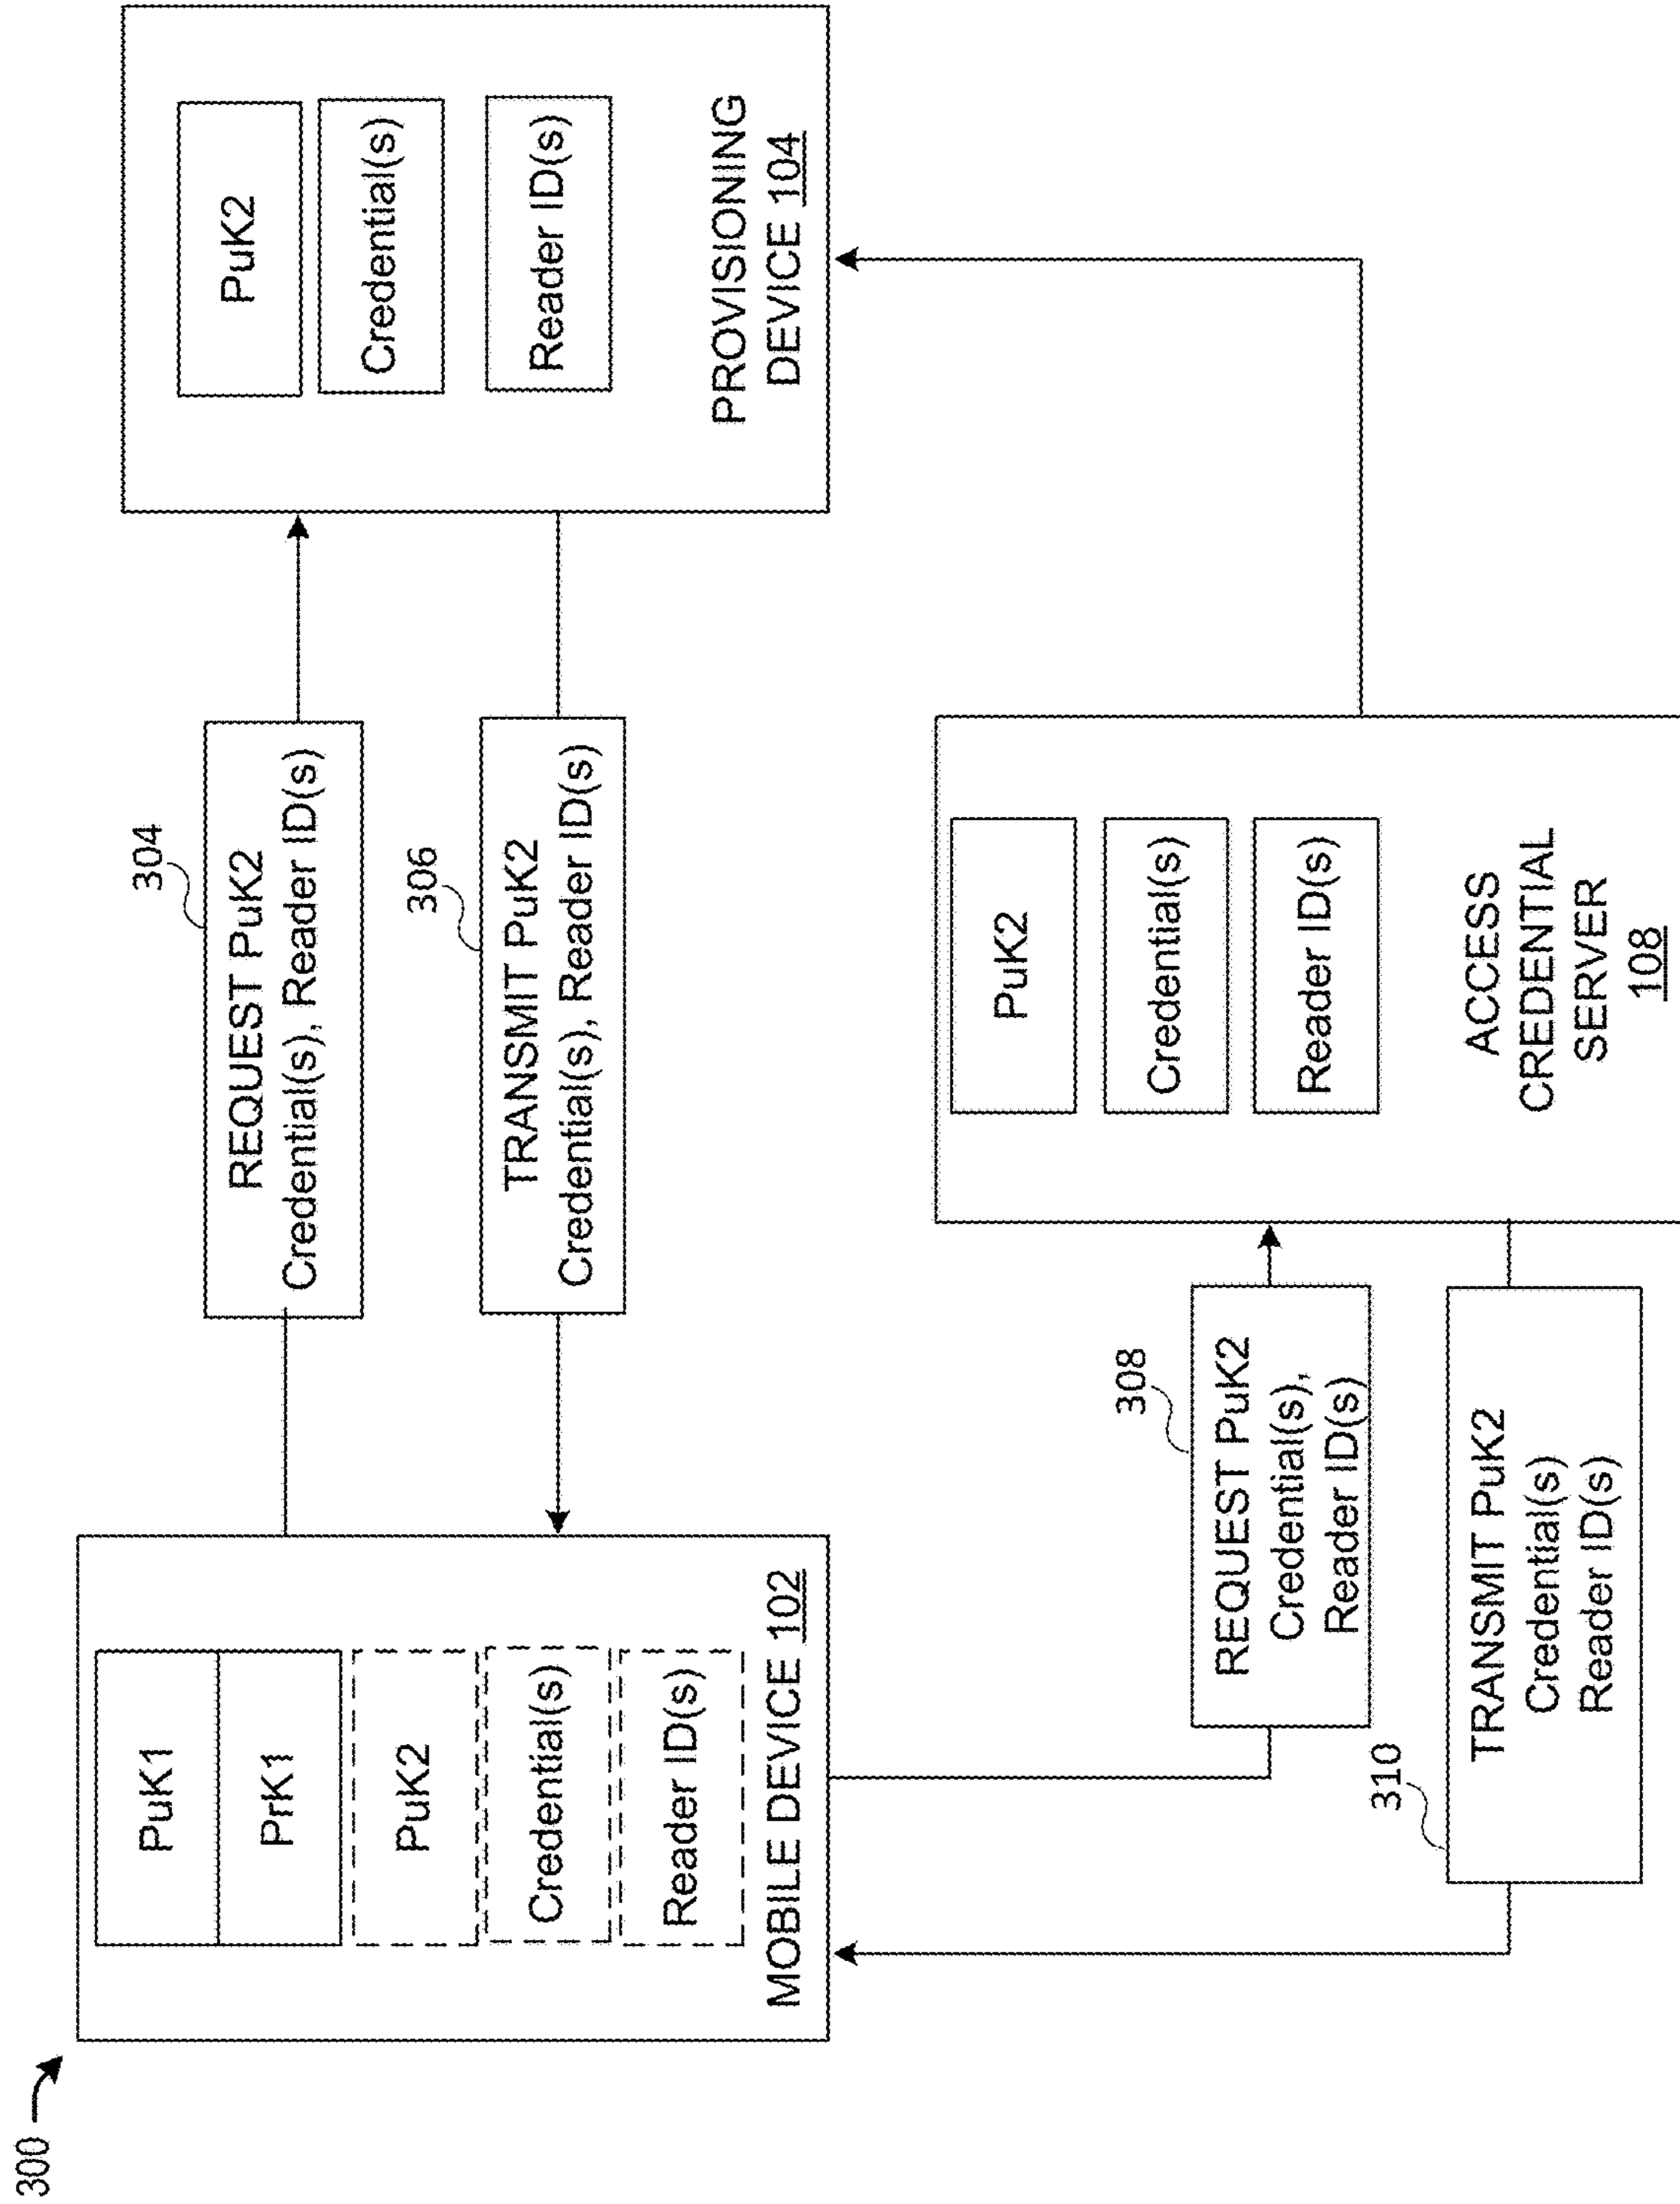 300
PuK1
PrK1
PuK2
Credential(s)
Reader ID(s)
MOBILE DEVICE 102
304
REQUEST PuK2
Credential(s), Reader ID(s)
306
TRANSMIT PuK2
Credential(s), Reader ID(s)
PuK2
Credential(s)
Reader ID(s)
PROVISIONING
DEVICE 104
308
REQUEST PuK2
Credential(s),
Reader ID(s)
310
TRANSMIT PuK2
Credential(s)
Reader ID(s)
PuK2
Credential(s)
Reader ID(s)
ACCESS
CREDENTIAL
SERVER
108